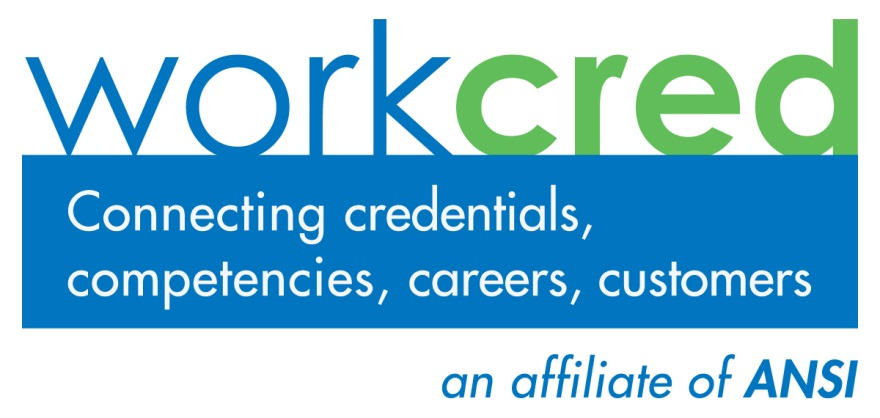 workcred
Connecting credentials,
competencies, careers, customers
an affiliate of ANSI